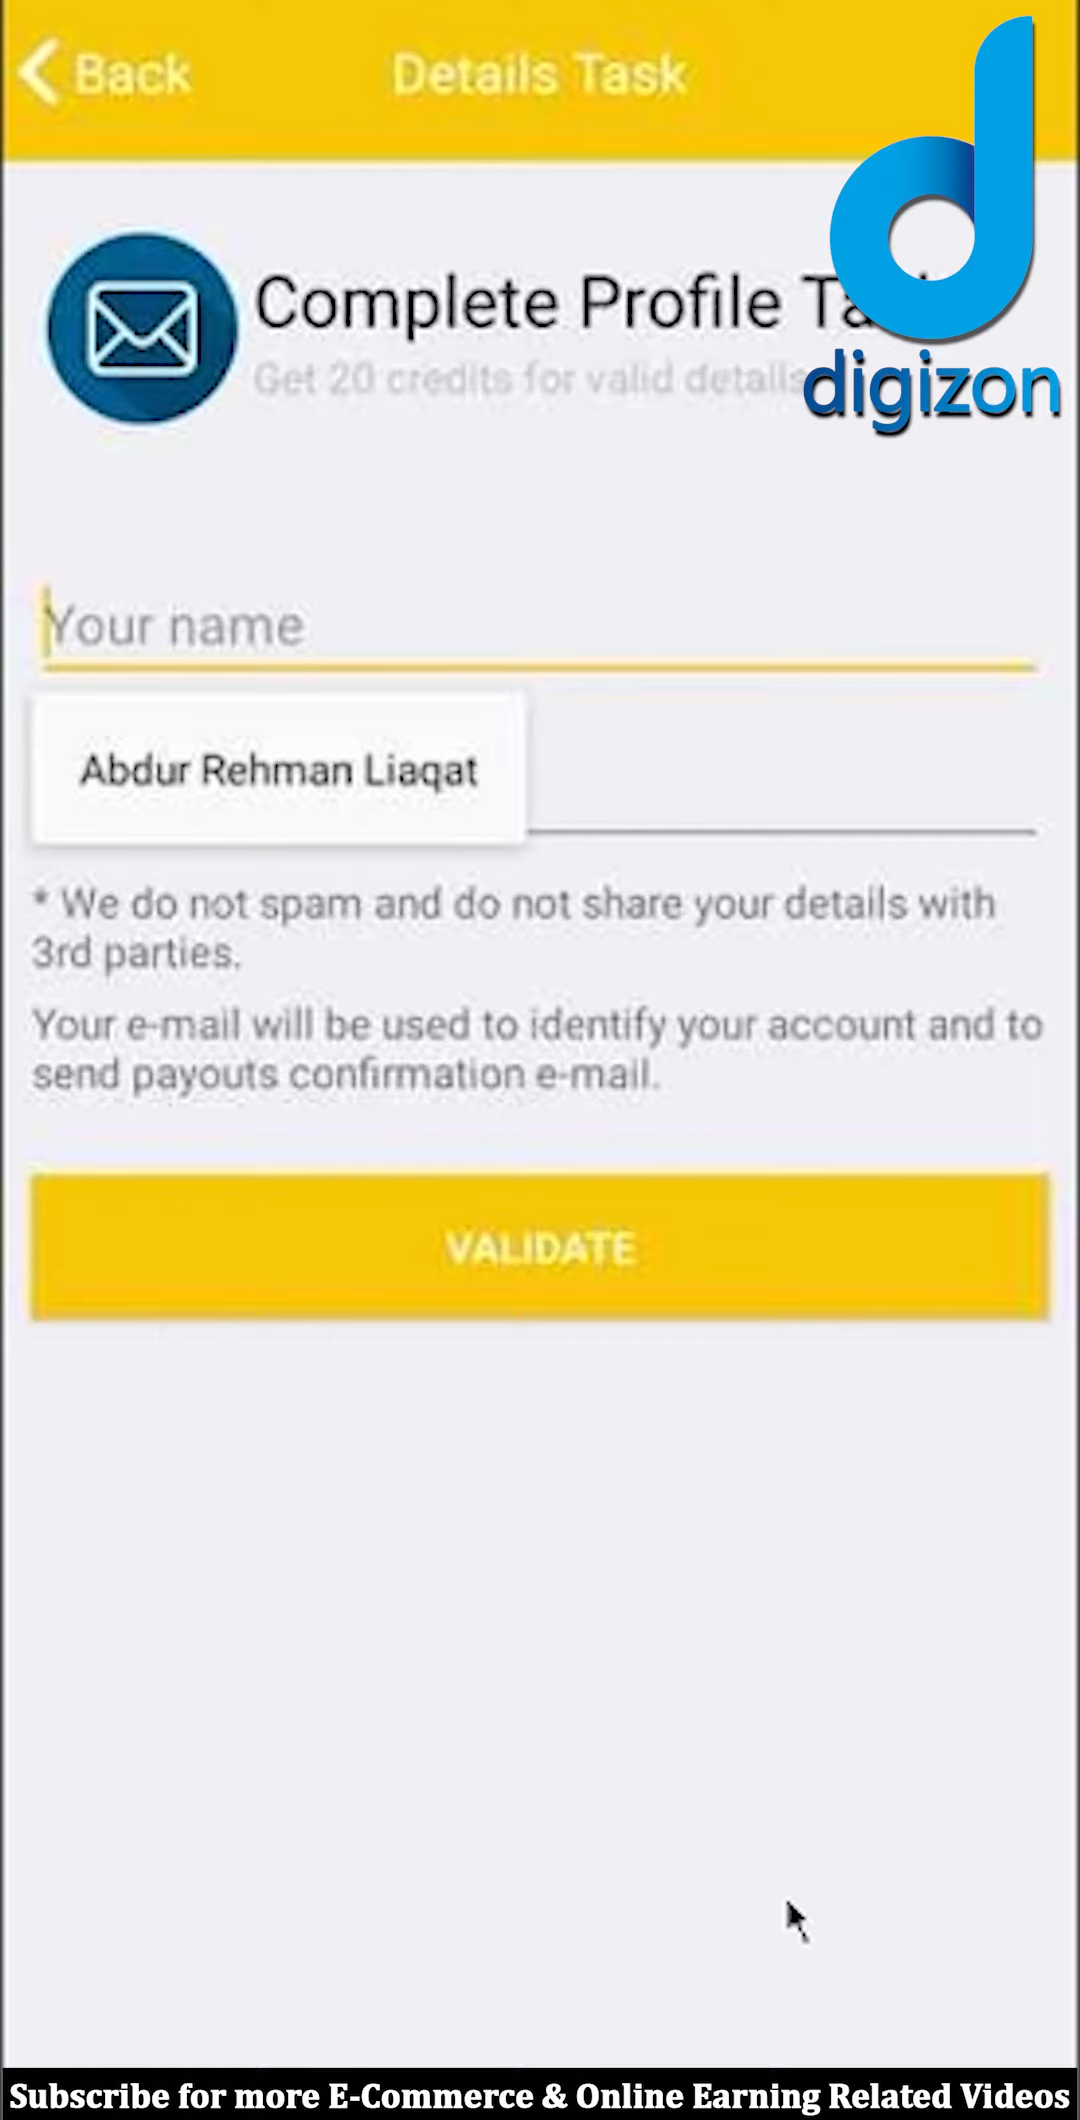 Back
Details Task
Complete Profile
Get 20 credits for valid details
digizon
Your name
Abdur Rehman Liaqat
* We do not spam and do not share your details with
3rd parties.
Your e-mail will be used to identify your account and to
send payouts confirmation e-mail.
VALIDATE
Subscribe for more E-Commerce & Online Earning Related Videos